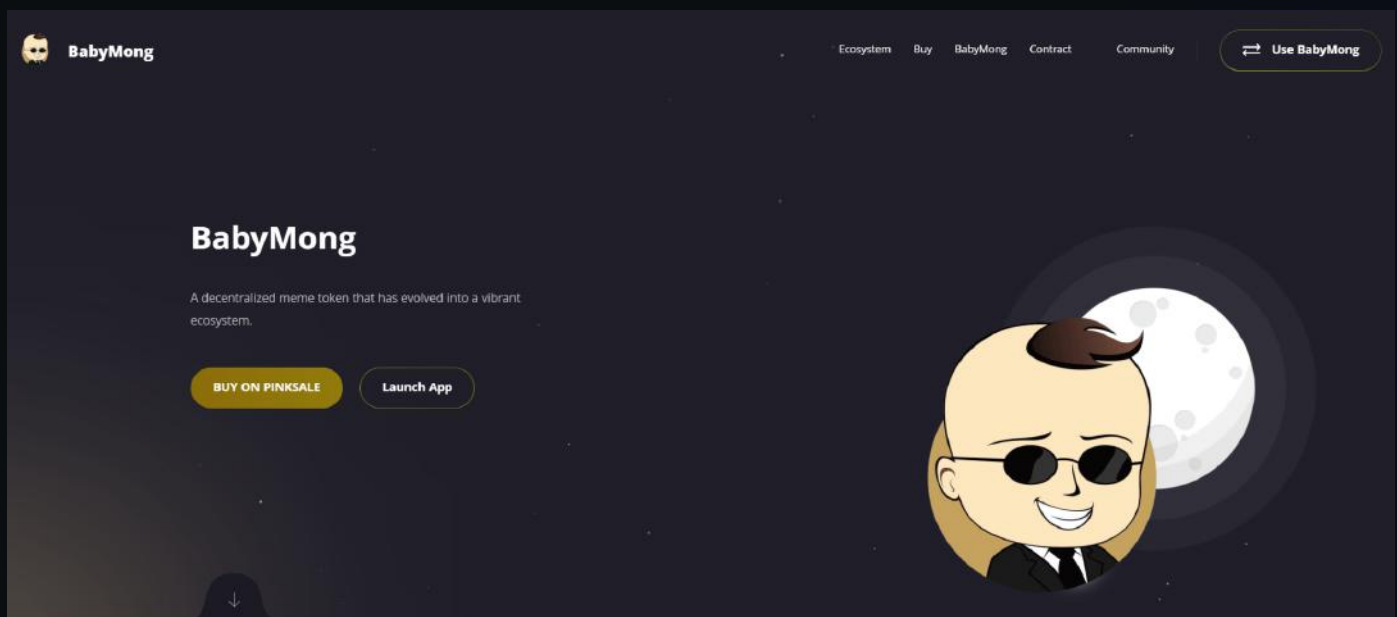 BabyMong
Ecosystem
Buy
BabyMong
Contract
Community
Use BabyMong
BabyMong
A decentralized meme token that has evolved into a vibrant
ecosystem.
BUY ON PINKSALE
Launch App